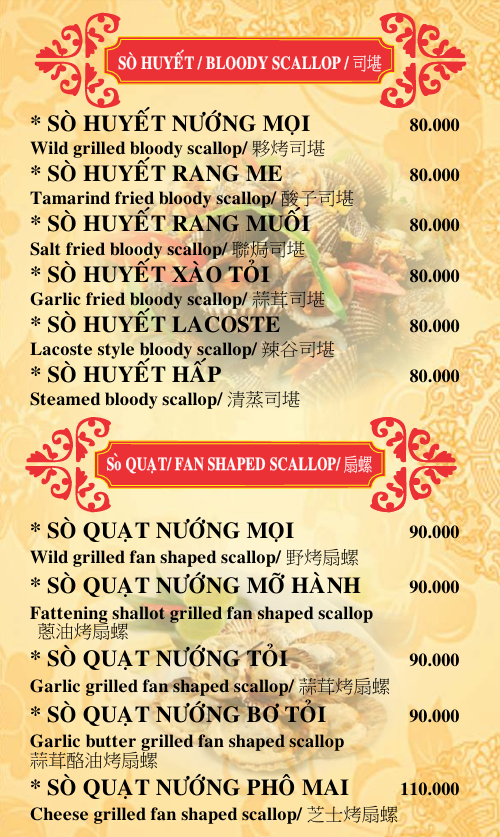 SÒ HUYẾT / BLOODY SCALLOP / 司堪
* SÒ HUYẾT NƯỚNG MỌI 80.000
Wild grilled bloody scallop/ 夥烤司堪
* SÒ HUYẾT RANG ME 80.000
Tamarind fried bloody scallop/ 酸子司堪
* SÒ HUYẾT RANG MUỐI 80.000
Salt fried bloody scallop/ 聯焗司堪
* SÒ HUYẾT XÀO TỎI 80.000
Garlic fried bloody scallop/ 蒜茸司堪
* SÒ HUYẾT LACOSTE 80.000
Lacoste style bloody scallop/ 辣谷司堪
* SÒ HUYẾT HẤP 80.000
Steamed bloody scallop/ 清蒸司堪
Sò QUẠT/ FAN SHAPED SCALLOP/ 扇螺
* SÒ QUẠT NƯỚNG MỌI 90.000
Wild grilled fan shaped scallop/ 野烤扇螺
* SÒ QUẠT NƯỚNG MỠ HÀNH 90.000
Fattening shallot grilled fan shaped scallop
蔥油烤扇螺
* SÒ QUẠT NƯỚNG TỎI 90.000
Garlic grilled fan shaped scallop/ 蒜茸烤扇螺
* SÒ QUẠT NƯỚNG BƠ TỎI 90.000
Garlic butter grilled fan shaped scallop
蒜茸酪油烤扇螺
* SÒ QUẠT NƯỚNG PHÔ MAI 110.000
Cheese grilled fan shaped scallop/ 芝士烤扇螺